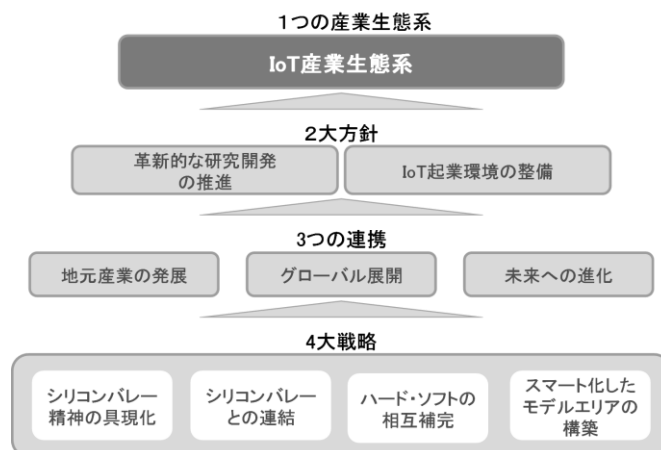 1つの産業生態系
IoT産業生態系
2大方針
革新的な研究開発
の推進
IoT起業環境の整備
3つの連携
地元産業の発展
グローバル展開
未来への進化
4大戦略
シリコンバレー
精神の具現化
シリコンバレー
との連結
ハード・ソフトの
相互補完
スマート化した
モデルエリアの
構築